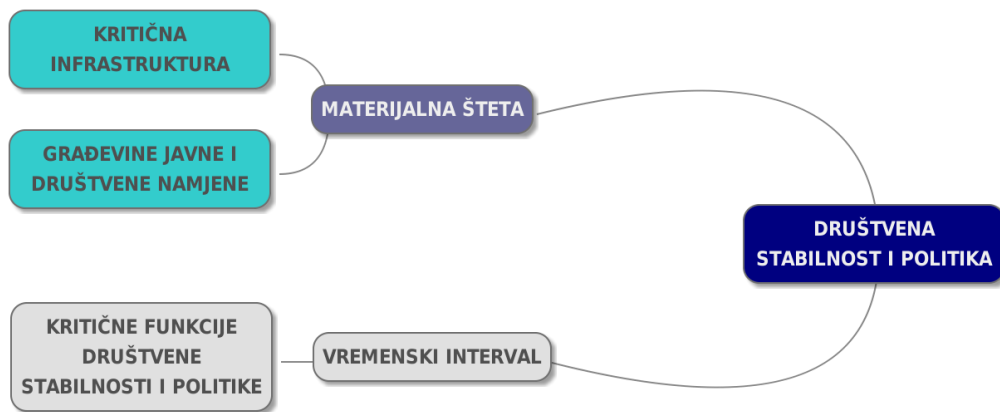 KRITIČNA
INFRASTRUKTURA
MATERIJALNA ŠTETA
GRAĐEVINE JAVNE I
DRUŠTVENE NAMJENE
DRUŠTVENA
STABILNOST I POLITIKA
KRITIČNE FUNKCIJE
DRUŠTVENE
STABILNOSTI I POLITIKE
VREMENSKI INTERVAL